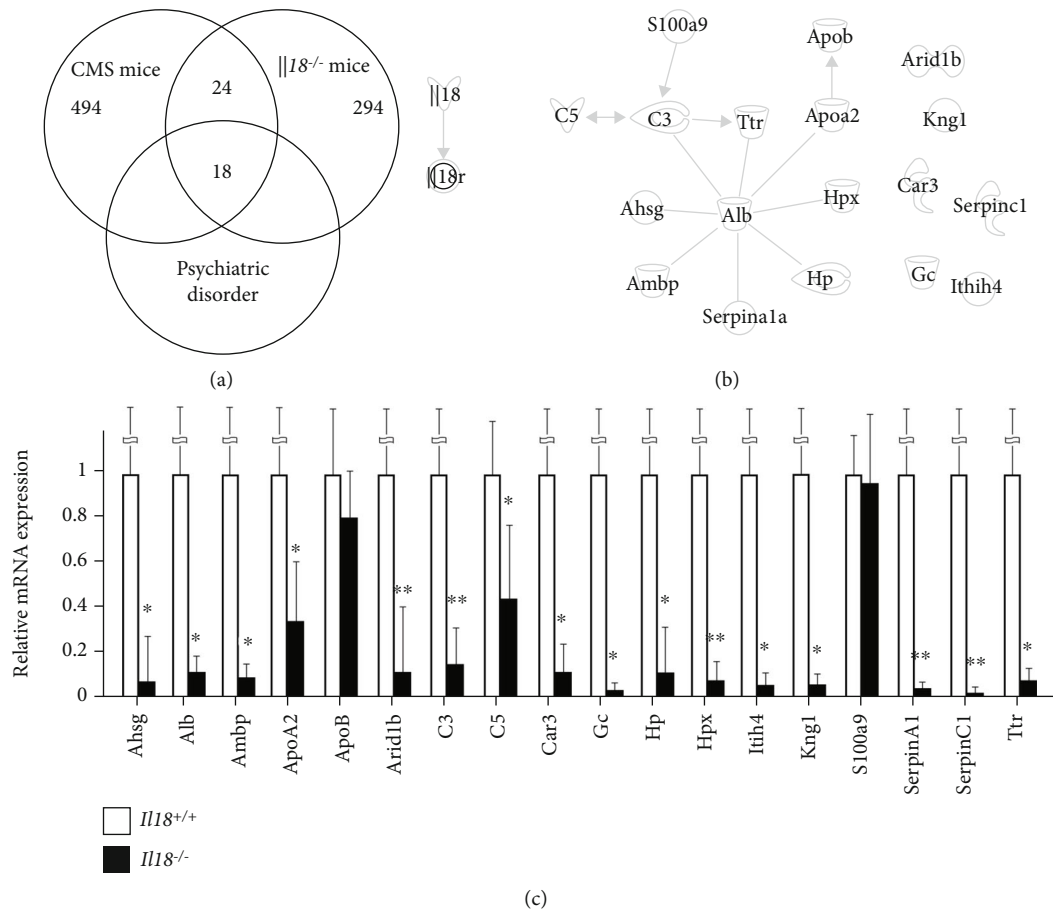 CMS mice
||18-/- mice
24
494
294
18
Psychiatric
disorder
||18
||18r
(a)
S100a9
Apob
Arid1b
C5
C3
Ttr
Apoa2
Kng1
Ahsg
Alb
Hpx
Car3
Serpinc1
Ambp
Hp
Gc
Ithih4
Serpina1a
(b)
Relative mRNA expression
1
0.8
0.6
0.4
0.2
0
* * * * ** ** * * * * ** * * ** ** *
Ahsg
Alb
Ambp
ApoA2
ApoB
Arid1b
C3
C5
Car3
Gc
Hp
Hpx
Itih4
Kng1
S100a9
SerpinA1
SerpinC1
Ttr
Il18+/+
Il18-/-
(c)